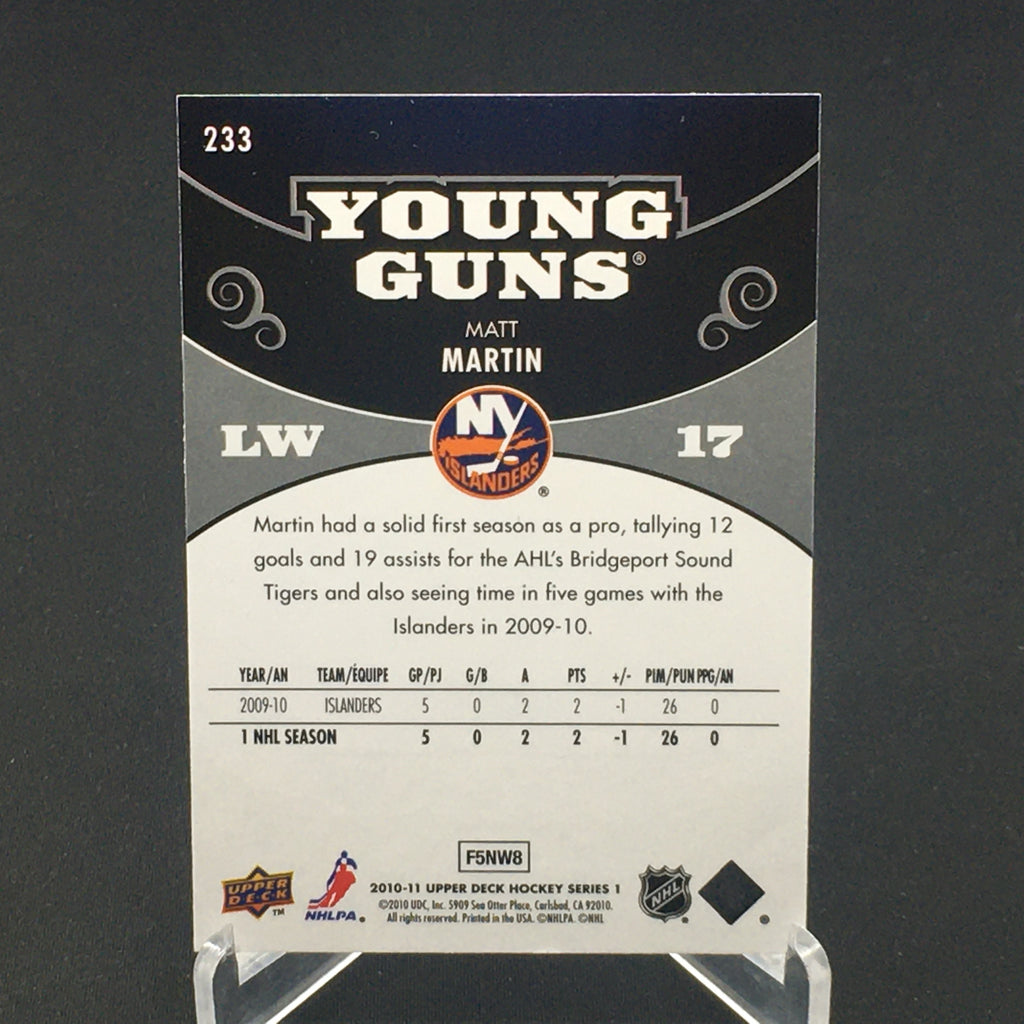 233
YOUNG
GUNS®
MATT
MARTIN
LW
NY
ISLANDERS
®
17
Martin had a solid first season as a pro, tallying 12
goals and 19 assists for the AHL's Bridgeport Sound
Tigers and also seeing time in five games with the
Islanders in 2009-10.
YEAR/AN TEAM/ÉQUIPE GP/PJ G/B A PTS +/- PIM/PUN PPG/AN
2009-10 ISLANDERS 5 0 2 2 -1 26 0
1 NHL SEASON 5 0 2 2 -1 26 0
F5NW8
UPPER
DECK
TM
NHLPA®
2010-11 UPPER DECK HOCKEY SERIES 1
©2010 UDC, Inc. 5909 Sea Otter Place, Carlsbad, CA 92010.
All rights reserved. Printed in the USA. ©NHLPA. ©NHL
NHL
®
®